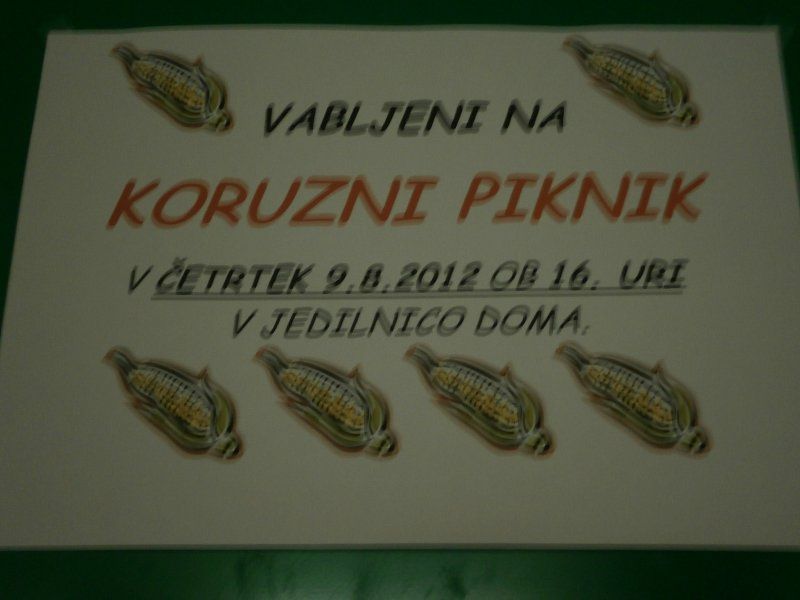 VABLJENI NA
KORUZNI PIKNIK
V ČETRTEK 9.8.2012 OB 16. URI
V JEDILNICO DOMA.